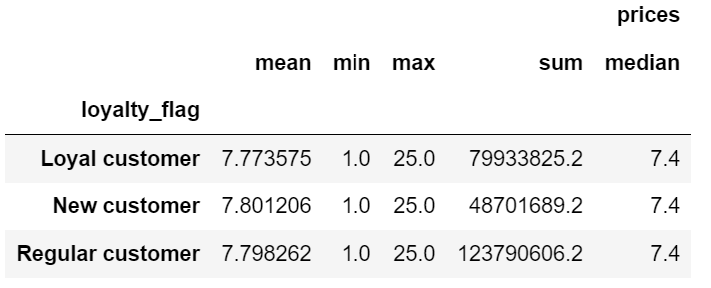 prices
mean min max sum median
loyalty_flag
Loyal customer 7.773575 1.0 25.0 79933825.2 7.4
New customer 7.801206 1.0 25.0 48701689.2 7.4
Regular customer 7.798262 1.0 25.0 123790606.2 7.4